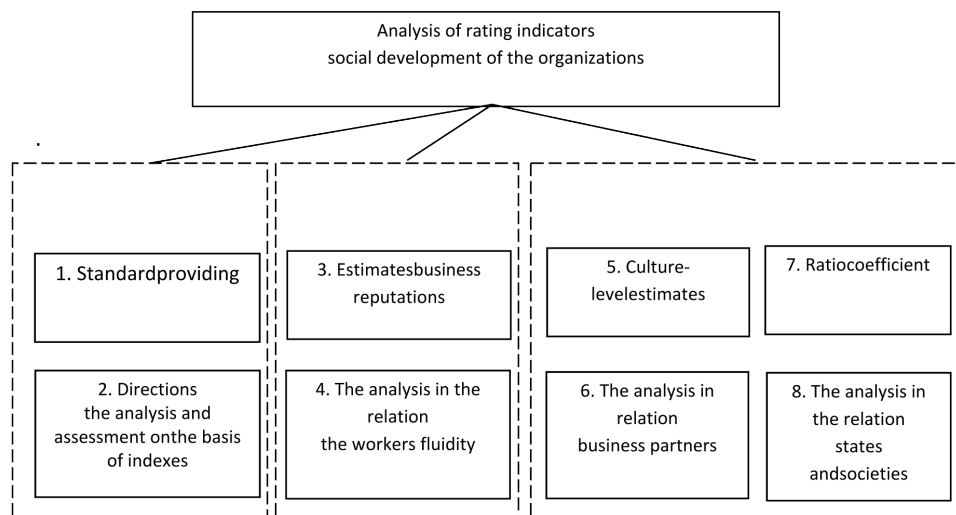 Analysis of rating indicators
social development of the organizations
1. Standardproviding
2. Directions
the analysis and
assessment onthe basis
of indexes
3. Estimatesbusiness
reputations
4. The analysis in the
relation
the workers fluidity
5. Culture-
levelestimates
6. The analysis in
relation
business partners
7. Ratiocoefficient
8. The analysis in
the relation
states
andsocieties